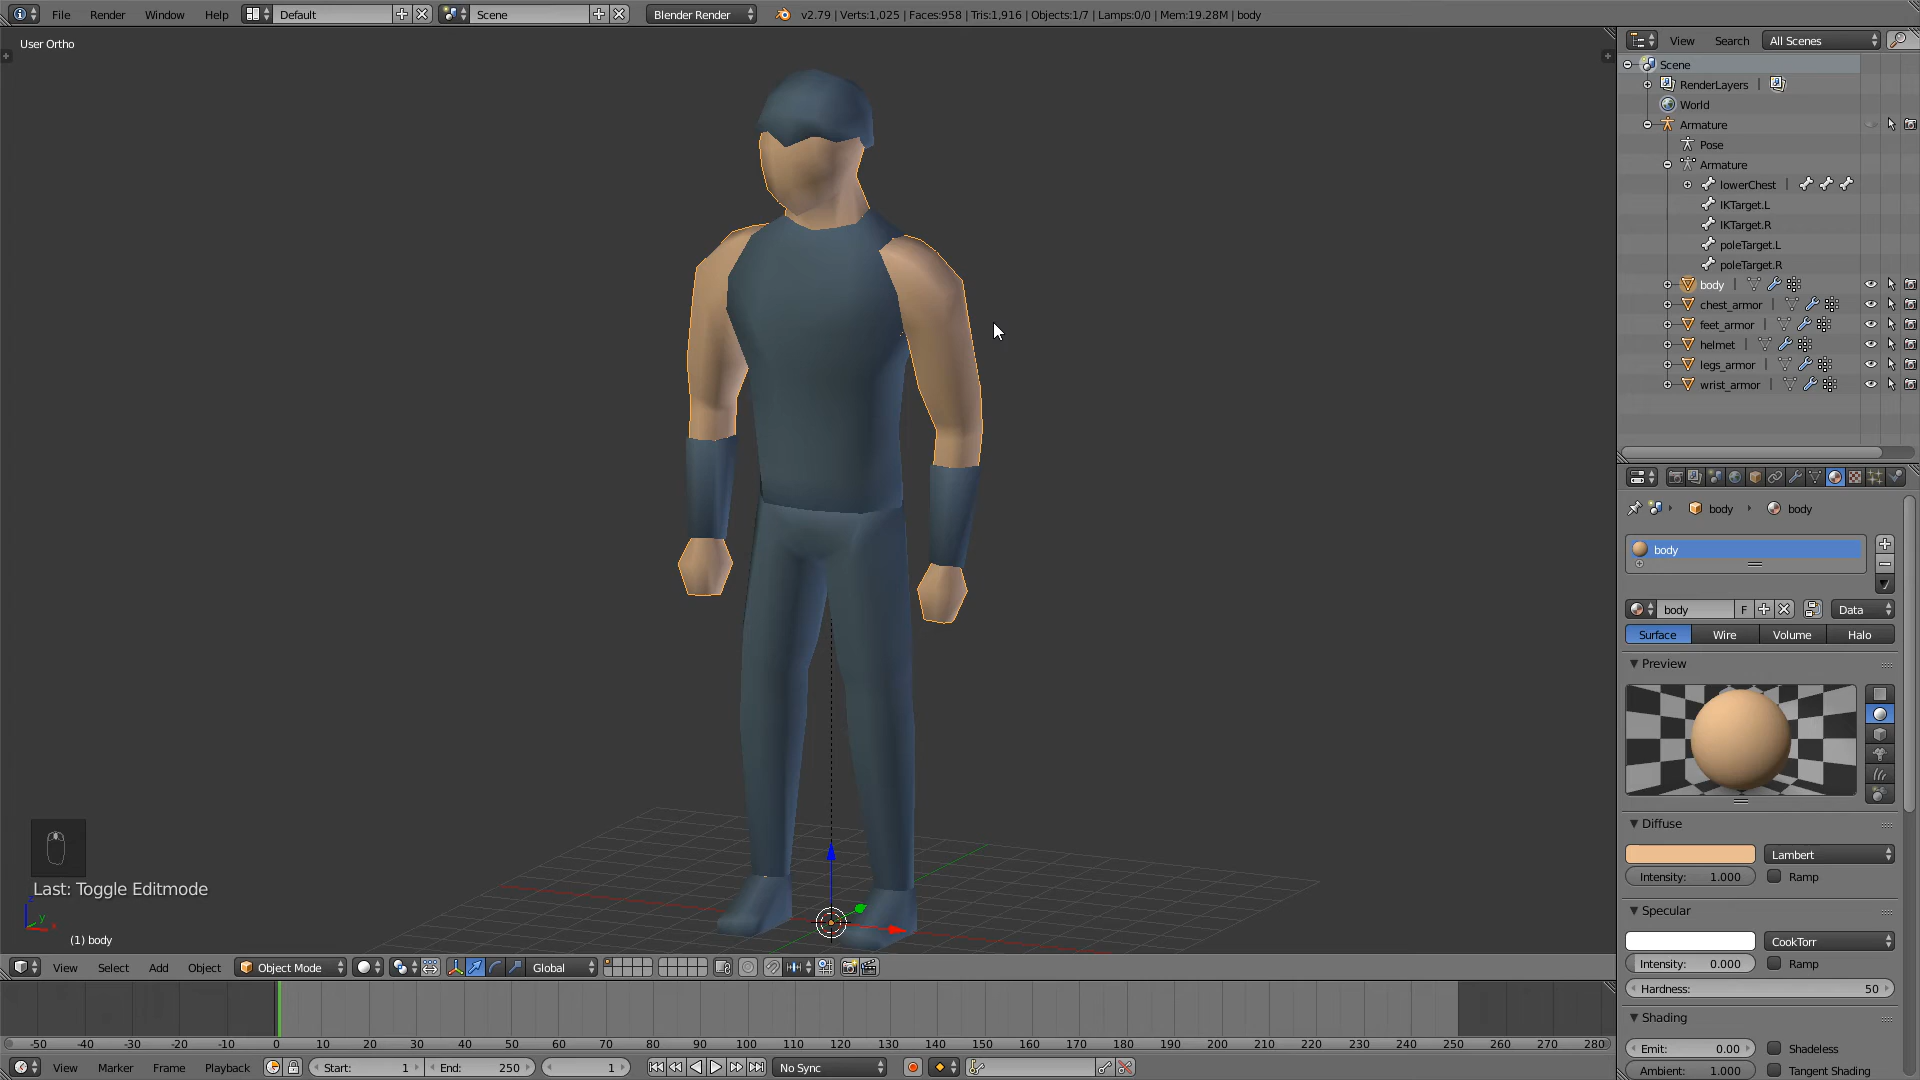 File Render Window Help Default Scene Blender Render v2.79 | Verts:1,025 | Faces:958 | Tris:1,916 | Objects:1/7 | Lamps:0/0 | Mem:19.28M | body
User Ortho
View Search All Scenes
Scene
RenderLayers
World
Armature
Pose
Armature
lowerChest
IKTarget.L
IKTarget.R
poleTarget.L
poleTarget.R
body
chest_armor
feet_armor
helmet
legs_armor
wrist_armor
body body
body
body F Data
Surface Wire Volume Halo
Preview
Diffuse
Lambert
Intensity: 1.000 Ramp
Specular
CookTorr
Intensity: 0.000 Ramp
Hardness: 50
Shading
Emit: 0.00 Shadeless
Ambient: 1.000 Tangent Shading
Last: Toggle Editmode
z y x
(1) body
View Select Add Object Object Mode Global
-50 -40 -30 -20 -10 0 10 20 30 40 50 60 70 80 90 100 110 120 130 140 150 160 170 180 190 200 210 220 230 240 250 260 270 280
View Marker Frame Playback Start: 1 End: 250 1 No Sync